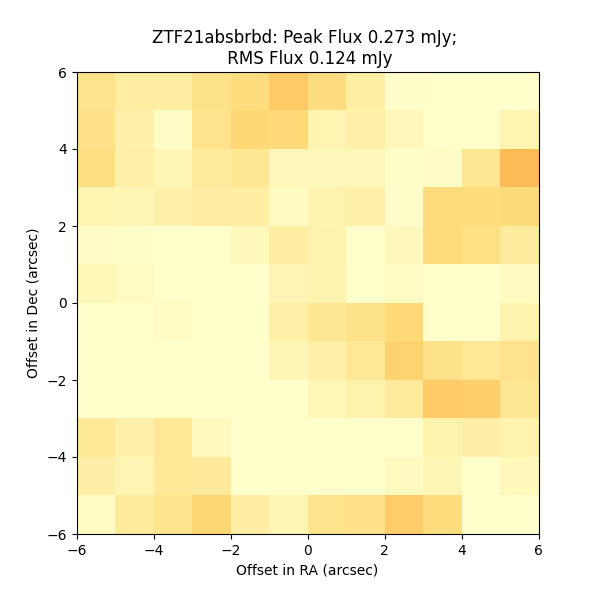 ZTF21absbrbd: Peak Flux 0.273 mJy;
RMS Flux 0.124 mJy
6
4
2
0
−2
−4
−6
Offset in Dec (arcsec)
−6 −4 −2 0 2 4 6
Offset in RA (arcsec)